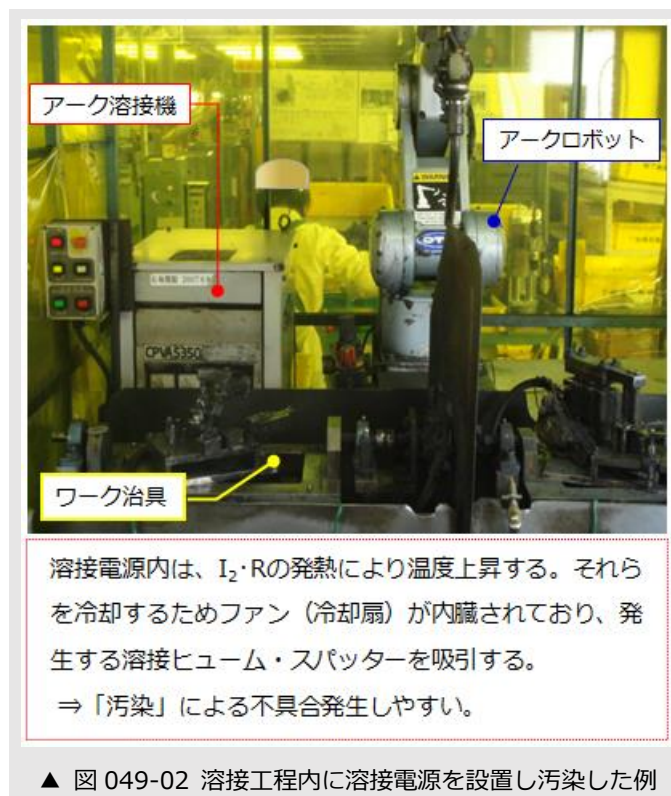 アーク溶接機
アークロボット
WARNING
OTC
CPVAS350
ワーク治具
溶接電源内は、I₂･Rの発熱により温度上昇する。それら
を冷却するためファン（冷却扇）が内臓されており、発
生する溶接ヒューム・スパッターを吸引する。
⇒「汚染」による不具合発生しやすい。
▲ 図 049-02 溶接工程内に溶接電源を設置し汚染した例